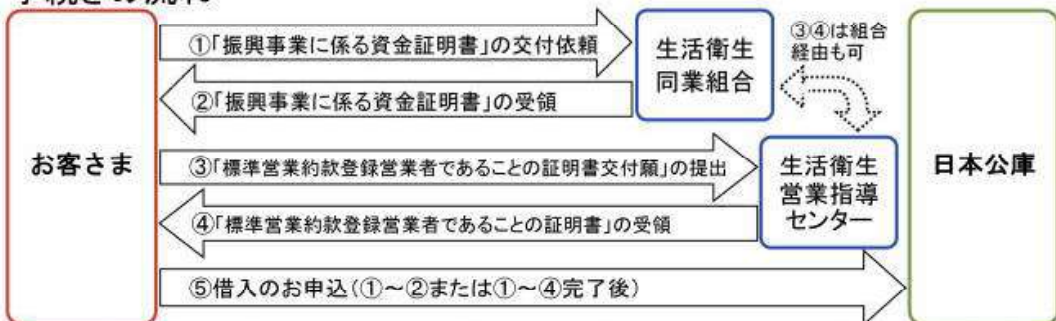 手続きの流れ
①「振興事業に係る資金証明書」の交付依頼
②「振興事業に係る資金証明書」の受領
生活衛生
同業組合
③④は組合
経由も可
お客さま
③「標準営業約款登録営業者であることの証明書交付願」の提出
④「標準営業約款登録営業者であることの証明書」の受領
生活衛生
営業指導
センター
日本公庫
⑤借入のお申込(①~②または①~④完了後)